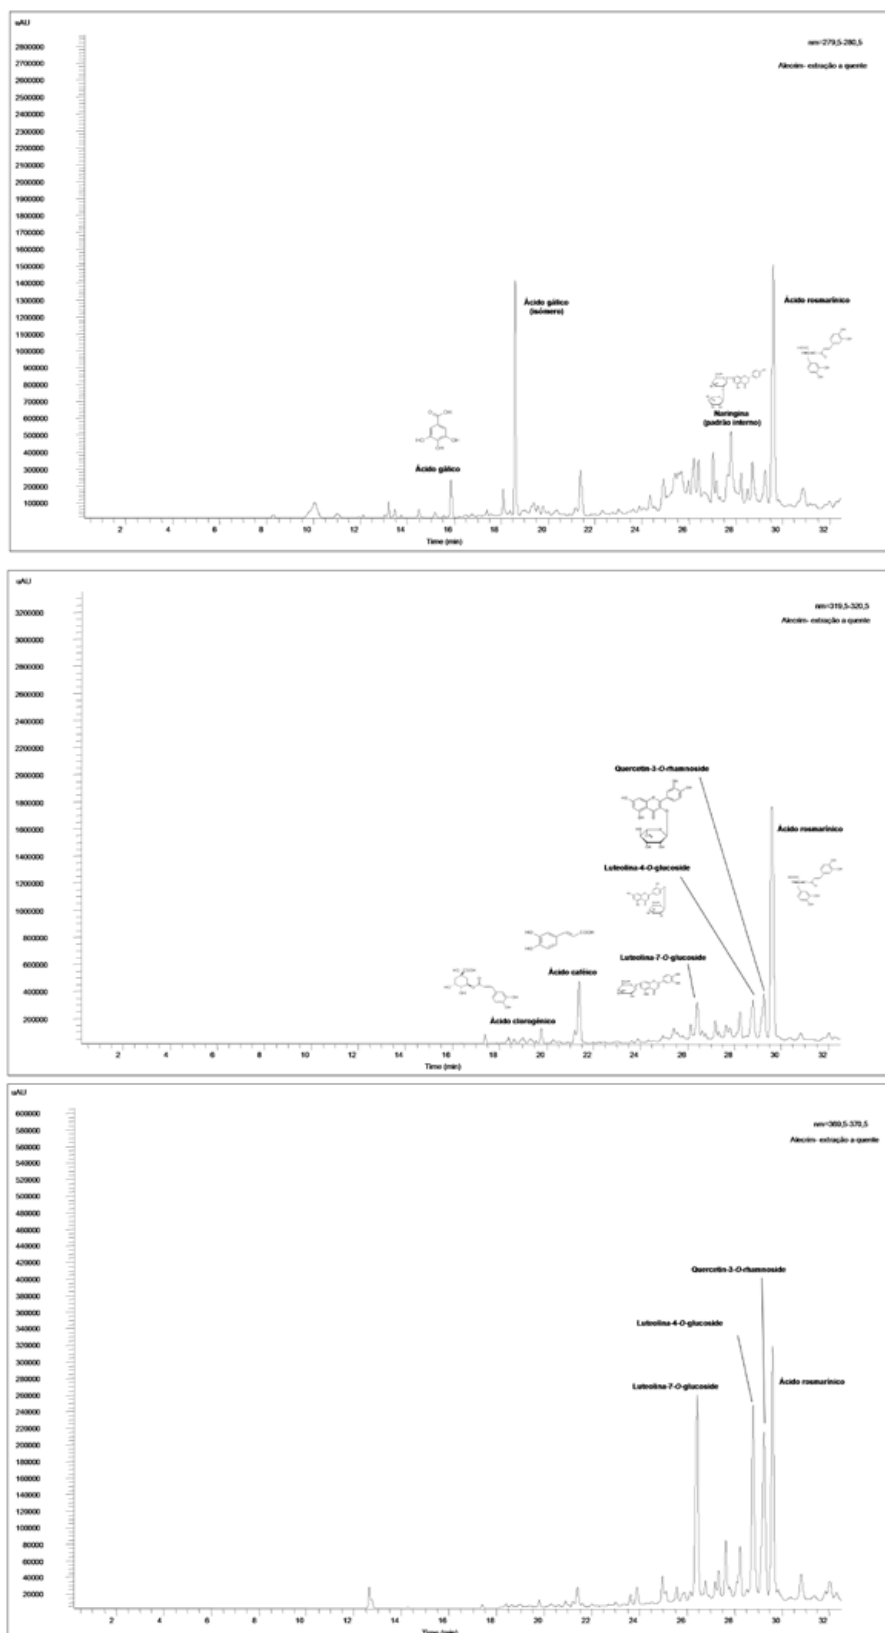 uAU
nm=279,5-280,5
Alecrim- extração a quente
2800000
2700000
2600000
2500000
2400000
2300000
2200000
2100000
2000000
1900000
1800000
1700000
1600000
1500000
1400000
1300000
1200000
1100000
1000000
900000
800000
700000
600000
500000
400000
300000
200000
100000
Ácido gálico
(isómero)
Ácido rosmarínico
Naringina
(padrão interno)
Ácido gálico
2 4 6 8 10 12 14 16 18 20 22 24 26 28 30 32
Time (min)
uAU
nm=319,5-320,5
Alecrim- extração a quente
3200000
3000000
2800000
2600000
2400000
2200000
2000000
1800000
1600000
1400000
1200000
1000000
800000
600000
400000
200000
Quercetin-3-O-rhamnoside
Ácido rosmarínico
Luteolina-4-O-glucoside
Luteolina-7-O-glucoside
Ácido caféico
Ácido clorogénico
2 4 6 8 10 12 14 16 18 20 22 24 26 28 30 32
Time (min)
uAU
nm=369,5-370,5
Alecrim- extração a quente
600000
580000
560000
540000
520000
500000
480000
460000
440000
420000
400000
380000
360000
340000
320000
300000
280000
260000
240000
220000
200000
180000
160000
140000
120000
100000
80000
60000
40000
20000
Quercetin-3-O-rhamnoside
Luteolina-4-O-glucoside
Luteolina-7-O-glucoside
Ácido rosmarínico
2 4 6 8 10 12 14 16 18 20 22 24 26 28 30 32
Time (min)